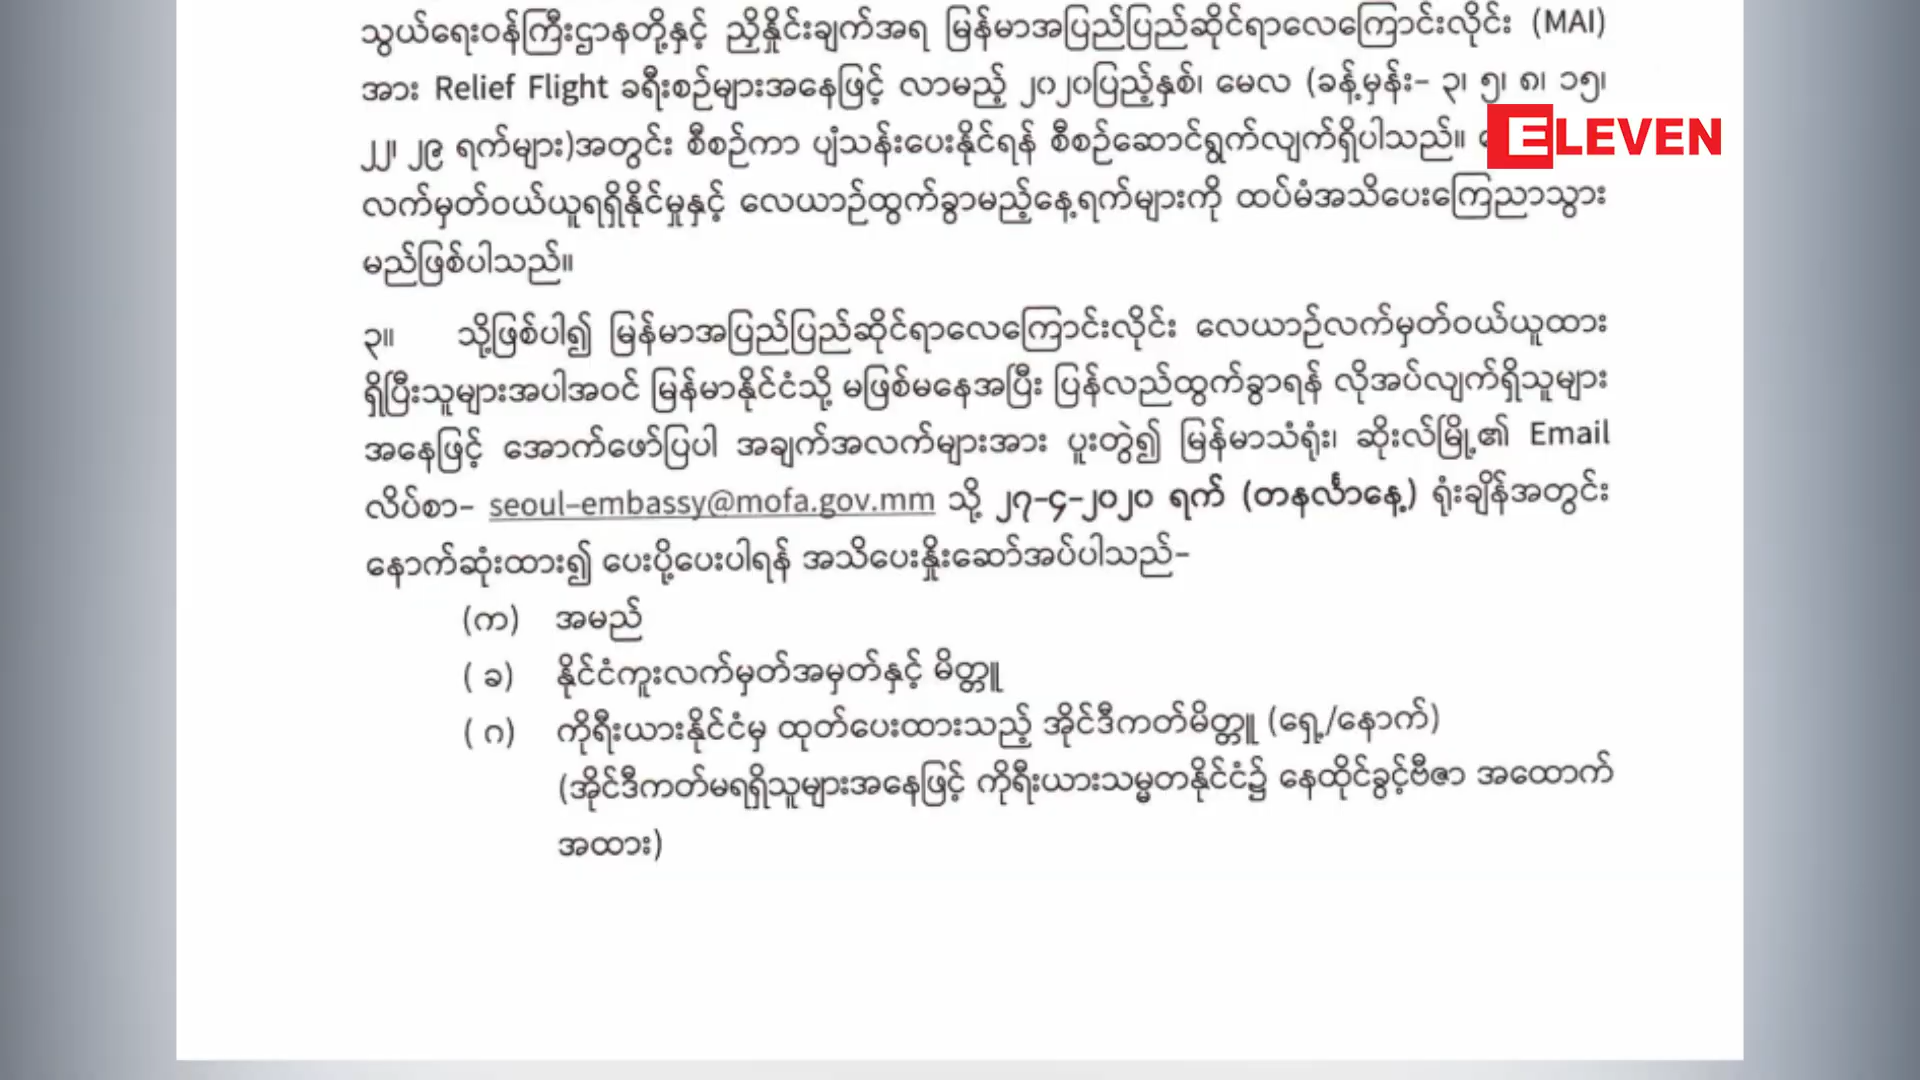 သွယ်ရေးဝန်ကြီးဌာနတို့နှင့် ညှိနှိုင်းချက်အရ မြန်မာအပြည်ပြည်ဆိုင်ရာလေကြောင်းလိုင်း (MAI)
အား Relief Flight ခရီးစဉ်များအနေဖြင့် လာမည့် ၂၀၂၀ပြည့်နှစ်၊ မေလ (ခန့်မှန်း- ၃၊ ၅၊ ၈၊ ၁၅၊
၂၂၊ ၂၉ ရက်များ)အတွင်း စီစဉ်ကာ ပျံသန်းပေးနိုင်ရန် စီစဉ်ဆောင်ရွက်လျက်ရှိပါသည်။
ELEVEN
လက်မှတ်ဝယ်ယူရရှိနိုင်မှုနှင့် လေယာဉ်ထွက်ခွာမည့်နေ့ရက်များကို ထပ်မံအသိပေးကြေညာသွား
မည်ဖြစ်ပါသည်။
၃။ သို့ဖြစ်ပါ၍ မြန်မာအပြည်ပြည်ဆိုင်ရာလေကြောင်းလိုင်း လေယာဉ်လက်မှတ်ဝယ်ယူထား
ရှိပြီးသူများအပါအဝင် မြန်မာနိုင်ငံသို့ မဖြစ်မနေအပြီး ပြန်လည်ထွက်ခွာရန် လိုအပ်လျက်ရှိသူများ
အနေဖြင့် အောက်ဖော်ပြပါ အချက်အလက်များအား ပူးတွဲ၍ မြန်မာသံရုံး၊ ဆိုးလ်မြို့၏ Email
လိပ်စာ- seoul-embassy@mofa.gov.mm သို့ ၂၇-၄-၂၀၂၀ ရက် (တနင်္လာနေ့) ရုံးချိန်အတွင်း
နောက်ဆုံးထား၍ ပေးပို့ပေးပါရန် အသိပေးနှိုးဆော်အပ်ပါသည်-
(က) အမည်
( ခ) နိုင်ငံကူးလက်မှတ်အမှတ်နှင့် မိတ္တူ
( ဂ) ကိုရီးယားနိုင်ငံမှ ထုတ်ပေးထားသည့် အိုင်ဒီကတ်မိတ္တူ (ရှေ့/နောက်)
(အိုင်ဒီကတ်မရရှိသူများအနေဖြင့် ကိုရီးယားသမ္မတနိုင်ငံ၌ နေထိုင်ခွင့်ဗီဇာ အထောက်
အထား)